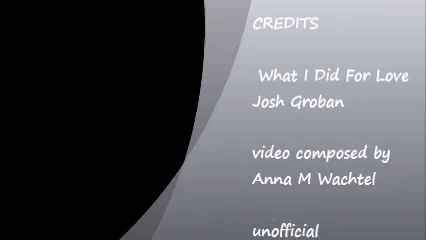 CREDITS
What I Did For Love
Josh Groban
video composed by
Anna M Wachtel
unofficial